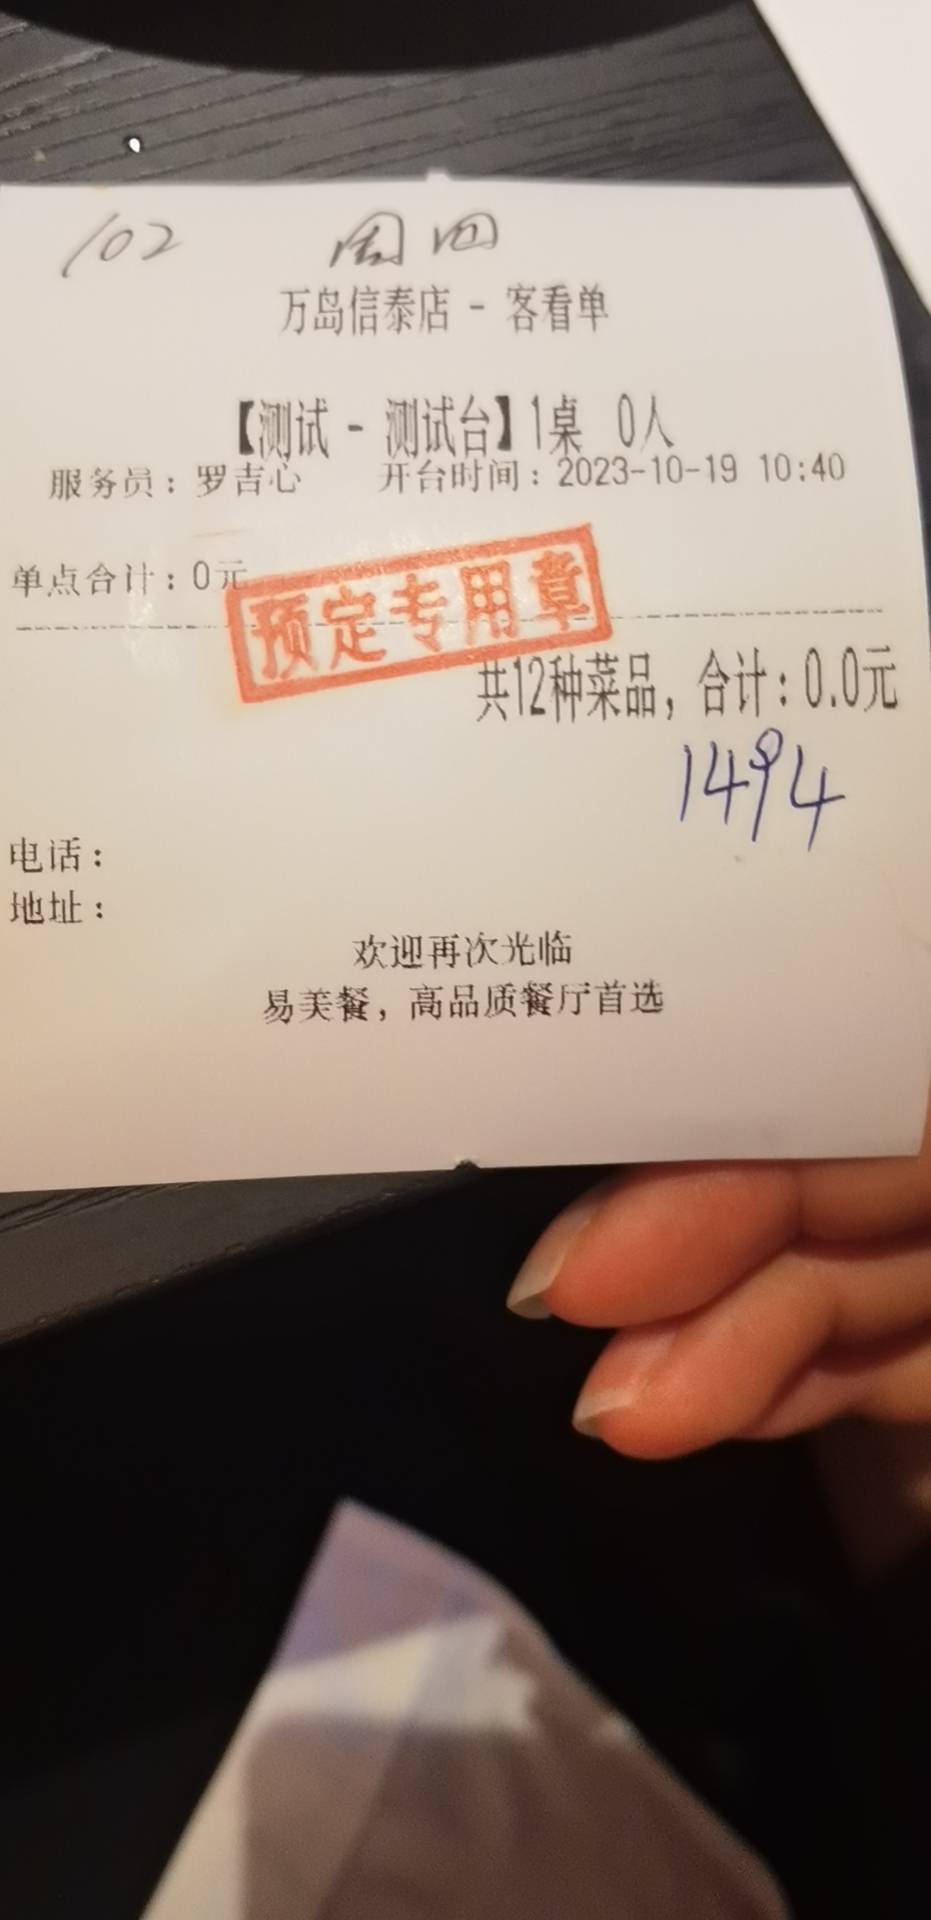 102 周四
万岛信泰店 - 客看单
【测试 - 测试台】1桌 0人
服务员：罗吉心 开台时间：2023-10-19 10:40
单点合计：0元
预定专用章
共12种菜品，合计：0.0元
1494
电话：
地址：
欢迎再次光临
易美餐，高品质餐厅首选